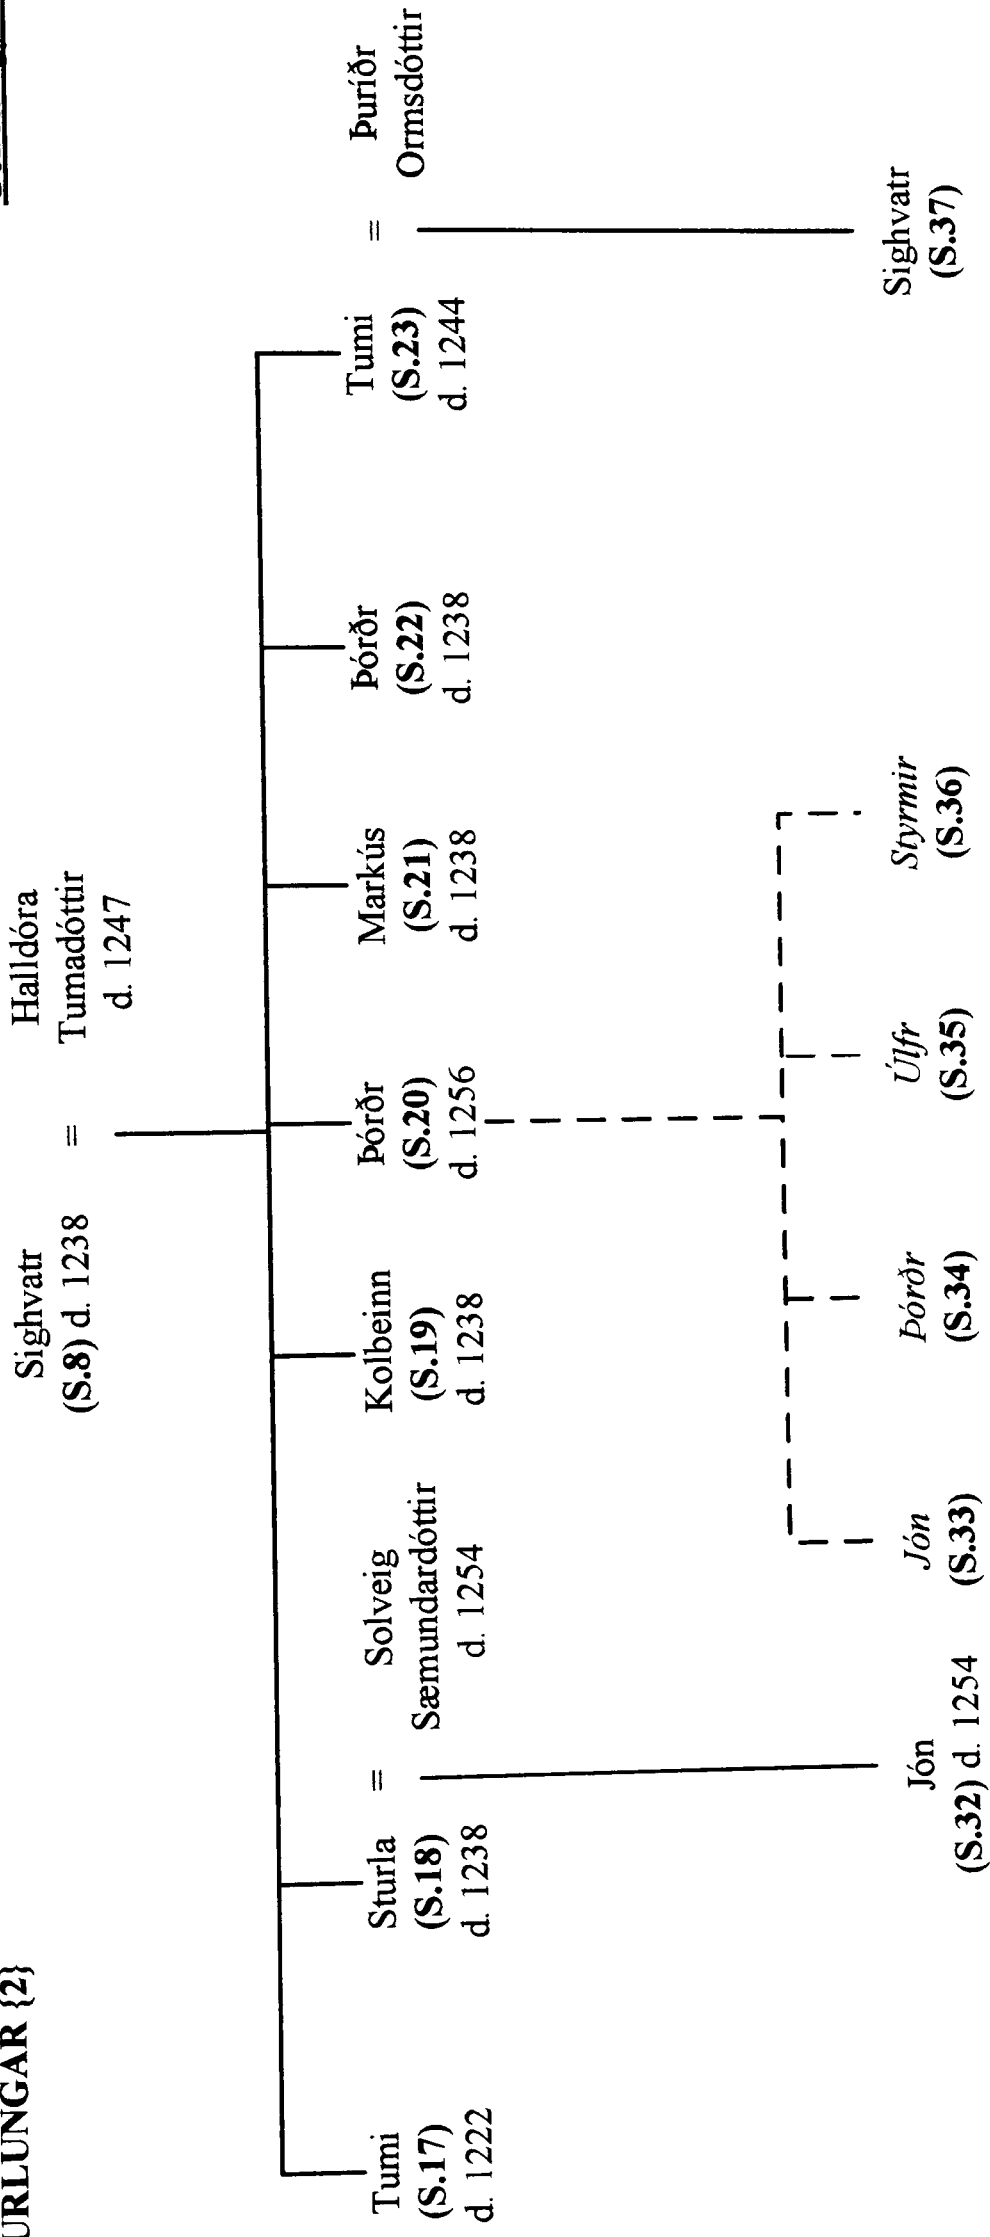 URLUNGAR {2}
Sighvatr
(S.8) d. 1238
=
Halldóra
Tumadóttir
d. 1247
Tumi
(S.17)
d. 1222
Sturla
(S.18)
d. 1238
=
Solveig
Sæmundardóttir
d. 1254
Kolbeinn
(S.19)
d. 1238
Þórðr
(S.20)
d. 1256
Markús
(S.21)
d. 1238
Þórðr
(S.22)
d. 1238
Tumi
(S.23)
d. 1244
=
Þuríðr
Ormsdóttir
Jón
(S.32) d. 1254
Jón
(S.33)
Þórðr
(S.34)
Úlfr
(S.35)
Styrmir
(S.36)
Sighvatr
(S.37)